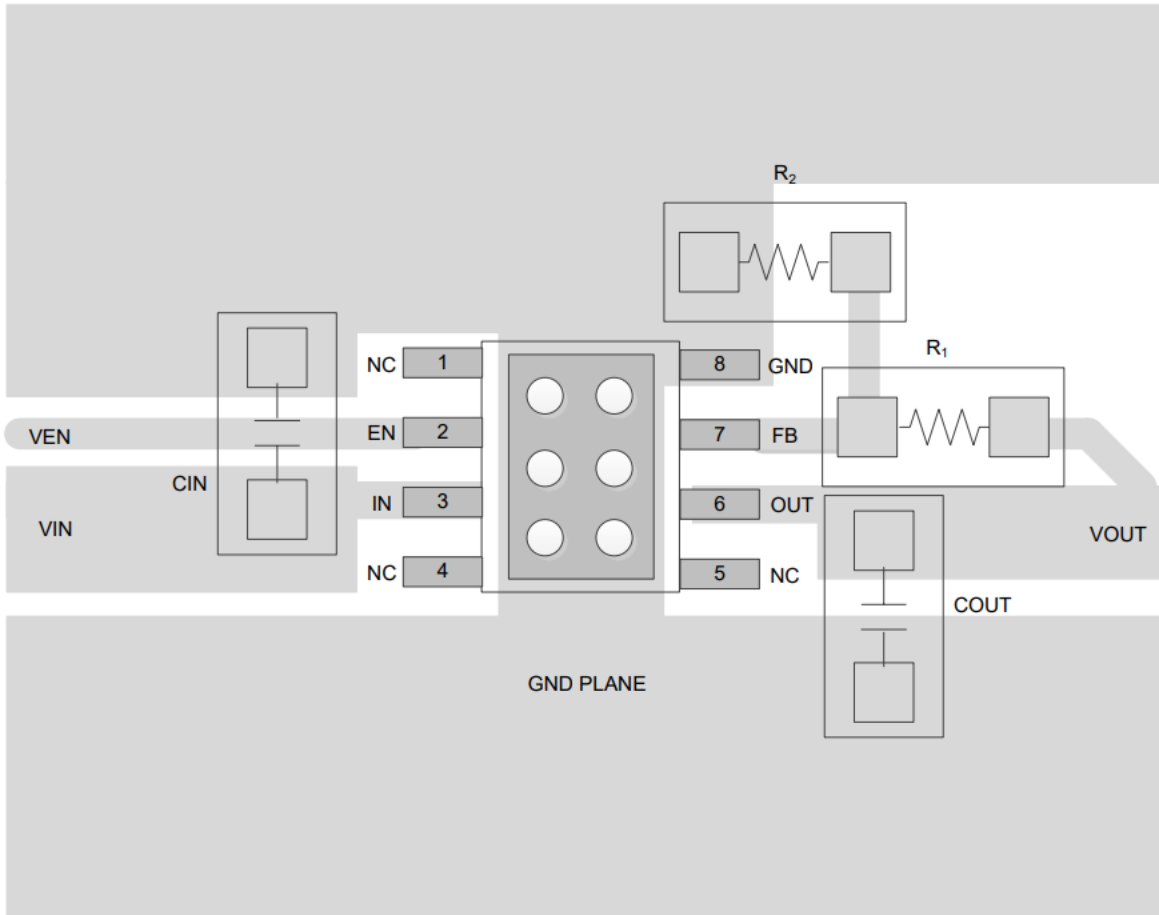 R₂
R₁
NC 1
8 GND
VEN
EN 2
7 FB
CIN
VIN
IN 3
6 OUT
VOUT
NC 4
5 NC
COUT
GND PLANE